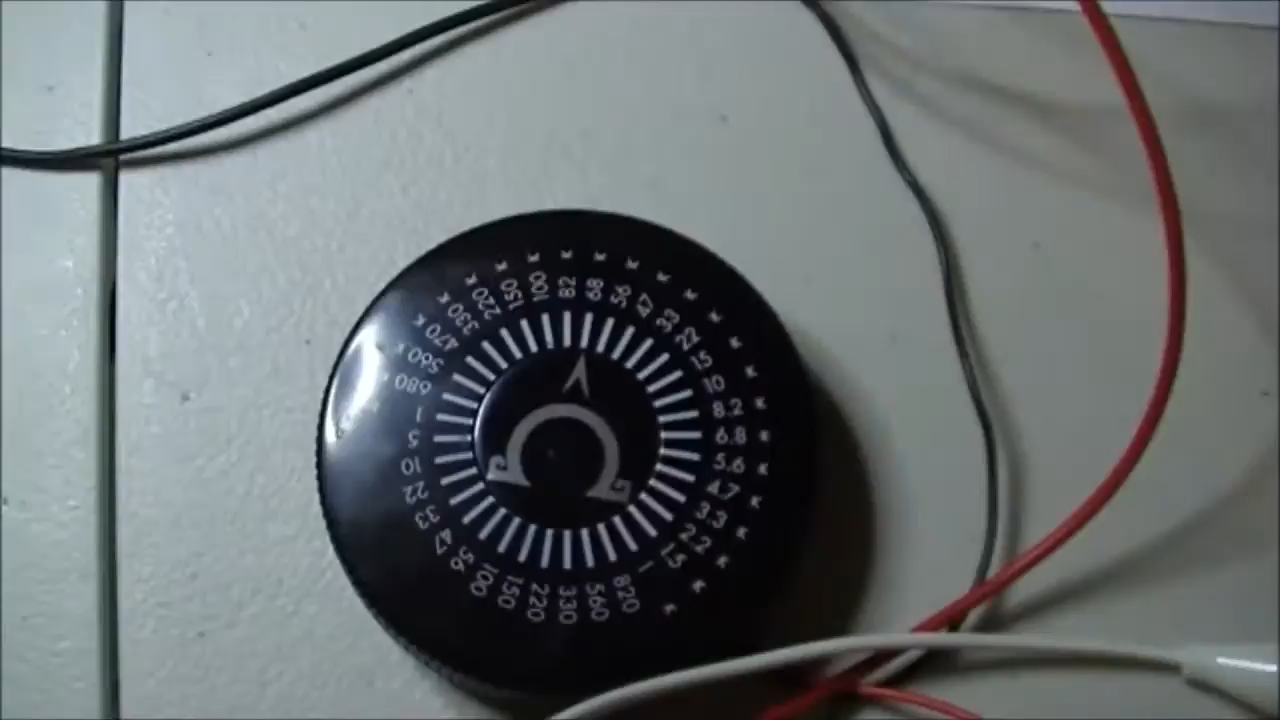 680 K
560 K
470 K
330 K
220 K
150 K
100 K
82 K
68 K
56 K
47 K
33 K
22 K
15 K
10 K
8.2 K
6.8 K
5.6 K
4.7 K
3.3 K
2.2 K
1.5 K
1 K
820
560
330
220
150
100
56
47
33
22
10
5
1
Ω